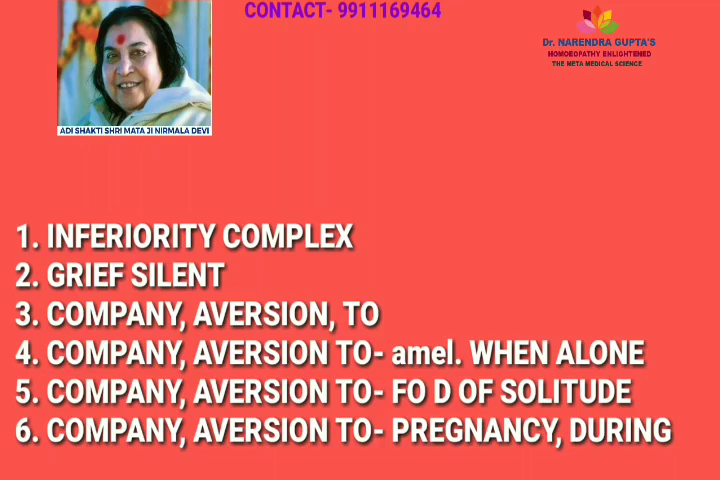 CONTACT- 9911169464
Dr. NARENDRA GUPTA'S
HOMOEOPATHY ENLIGHTENED
THE META MEDICAL SCIENCE
ADI SHAKTI SHRI MATA JI NIRMALA DEVI
1. INFERIORITY COMPLEX
2. GRIEF SILENT
3. COMPANY, AVERSION, TO
4. COMPANY, AVERSION TO- amel. WHEN ALONE
5. COMPANY, AVERSION TO- FO D OF SOLITUDE
6. COMPANY, AVERSION TO- PREGNANCY, DURING